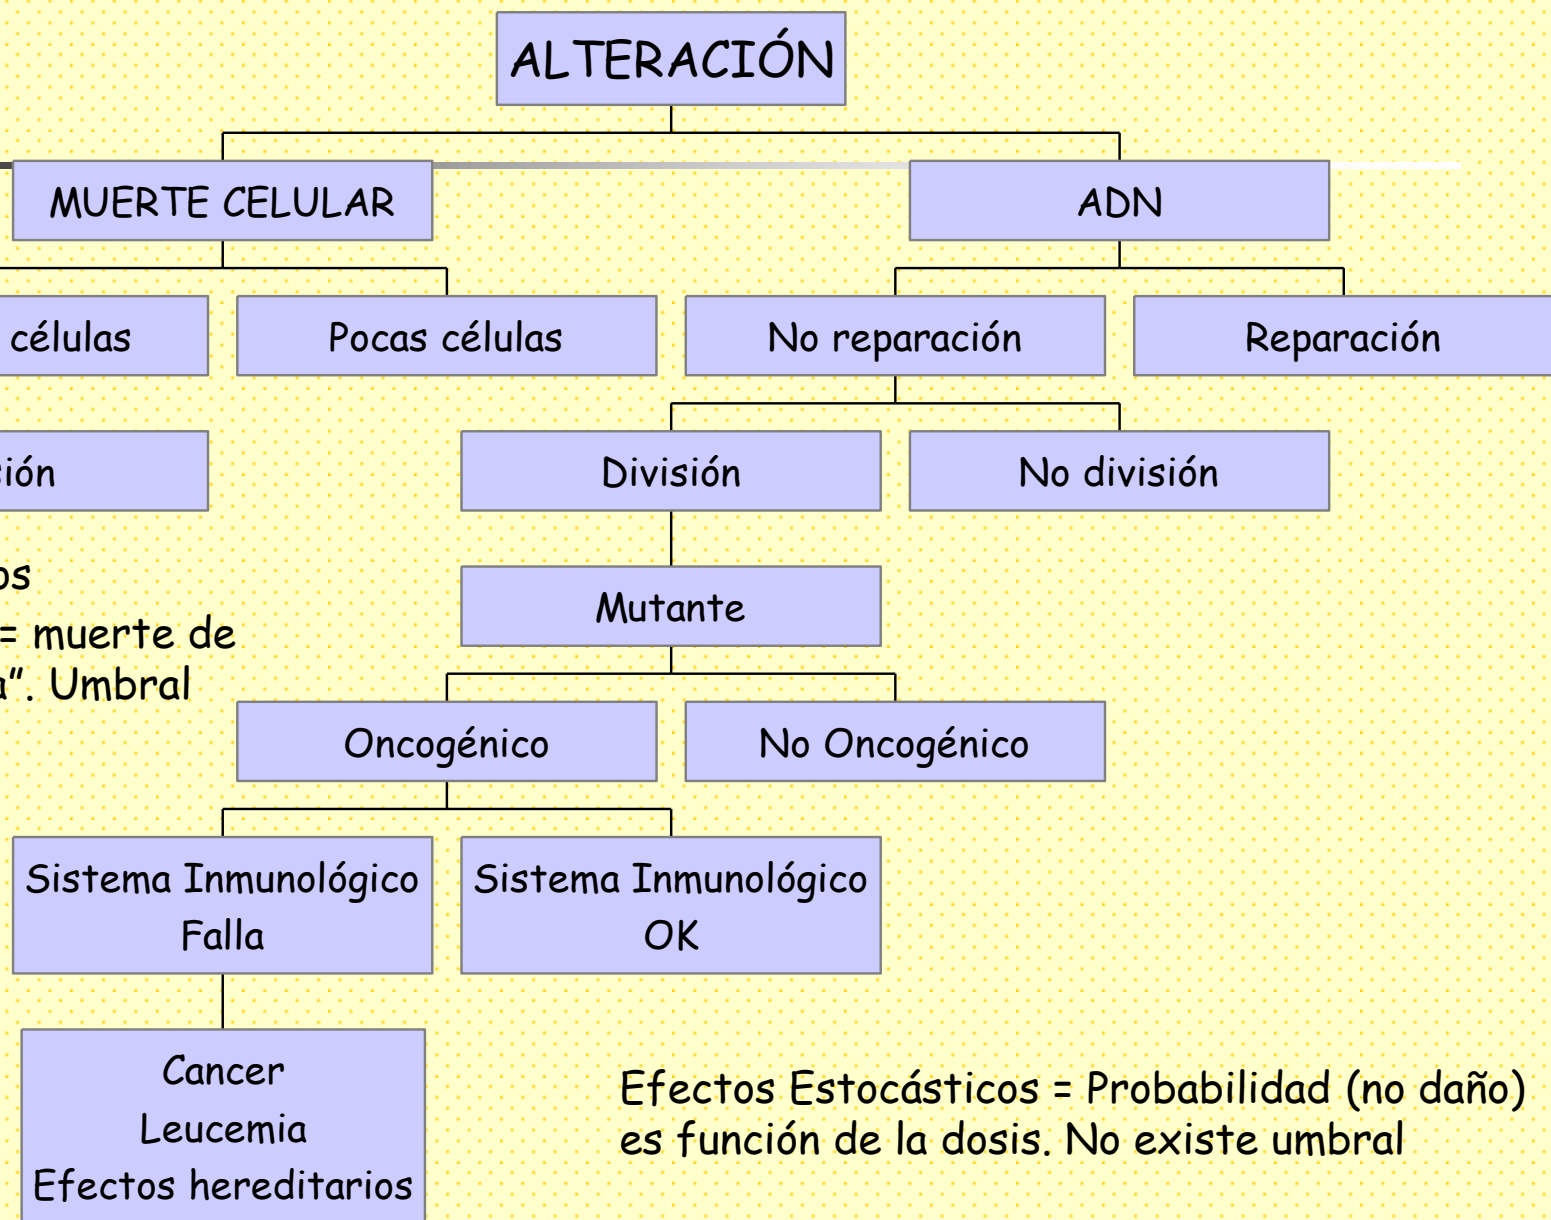 ALTERACIÓN
MUERTE CELULAR
ADN
células
Pocas células
No reparación
Reparación
División
No división
= muerte de
Umbral
Mutante
Oncogénico
No Oncogénico
Sistema Inmunológico
Falla
Sistema Inmunológico
OK
Cancer
Leucemia
Efectos hereditarios
Efectos Estocásticos = Probabilidad (no daño)
es función de la dosis. No existe umbral